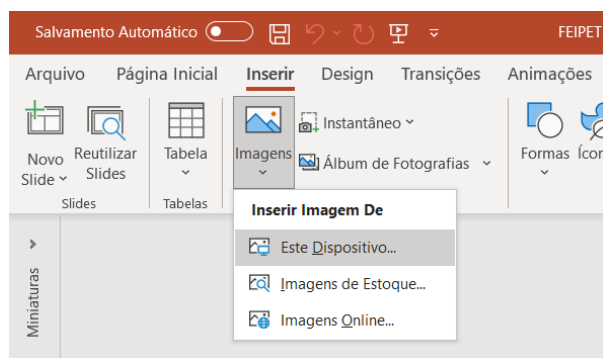 Salvamento Automático
FEIPET
Arquivo Página Inicial Inserir Design Transições Animações
Novo Slide
Reutilizar Slides
Tabela
Imagens
Instantâneo
Álbum de Fotografias
Formas
Ícon
Slides
Tabelas
Inserir Imagem De
Este Dispositivo...
Imagens de Estoque...
Imagens Online...
Miniaturas